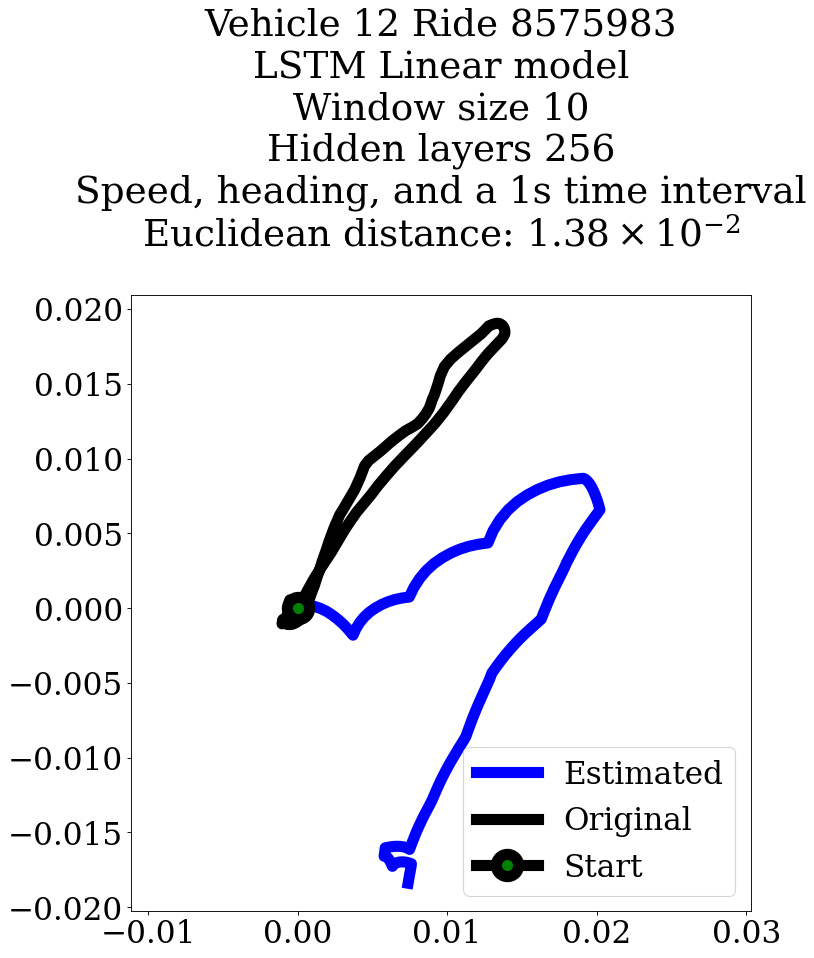 Vehicle 12 Ride 8575983
LSTM Linear model
Window size 10
Hidden layers 256
Speed, heading, and a 1s time interval
Euclidean distance: 1.38 × 10⁻²
0.020
0.015
0.010
0.005
0.000
−0.005
−0.010
−0.015
−0.020
Estimated
Original
Start
−0.01 0.00 0.01 0.02 0.03